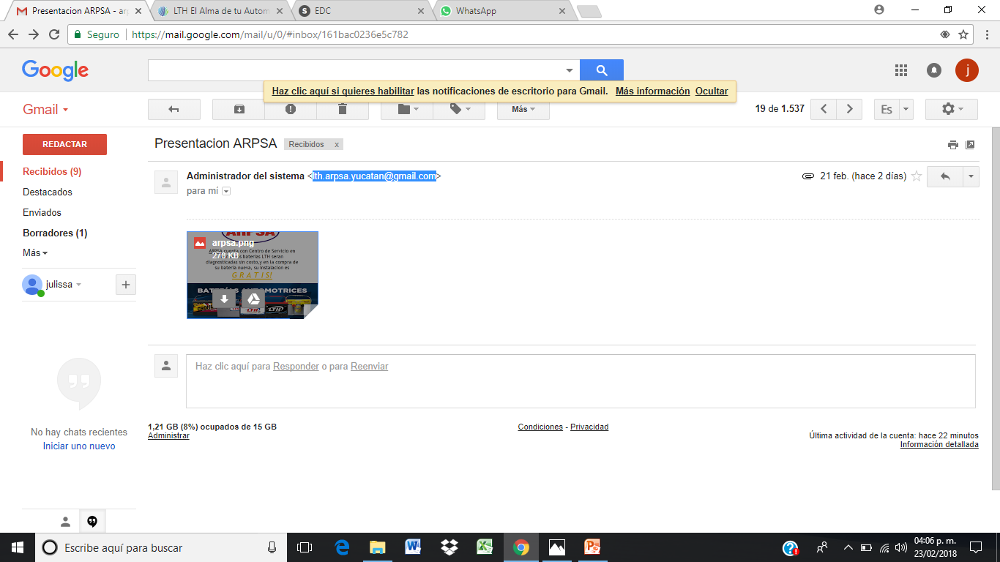 Presentacion ARPSA - arp
LTH El Alma de tu Autom
EDC
WhatsApp
Seguro
https://mail.google.com/mail/u/0/#inbox/161bac0236e5c782
Google
j
Haz clic aquí si quieres habilitar las notificaciones de escritorio para Gmail. Más información Ocultar
Gmail
Más
19 de 1.537
Es
REDACTAR
Presentacion ARPSA
Recibidos x
Recibidos (9)
Destacados
Enviados
Borradores (1)
Más
julissa
Administrador del sistema <lth.arpsa.yucatan@gmail.com>
21 feb. (hace 2 días)
para mí
ARPSA
arpsa.png
278 KB
ARPSA cuenta con Centro de Servicio en
baterías LTH seran
diagnosticadas sin costo,y en la compra de
su batería nueva, su instalacion es
GRATIS!
BATERÍAS AUTOMOTRICES
LTH
LTH
Haz clic aquí para Responder o para Reenviar
No hay chats recientes
Iniciar uno nuevo
1,21 GB (8%) ocupados de 15 GB
Administrar
Condiciones - Privacidad
Última actividad de la cuenta: hace 22 minutos
Información detallada
Escribe aquí para buscar
04:06 p. m.
23/02/2018